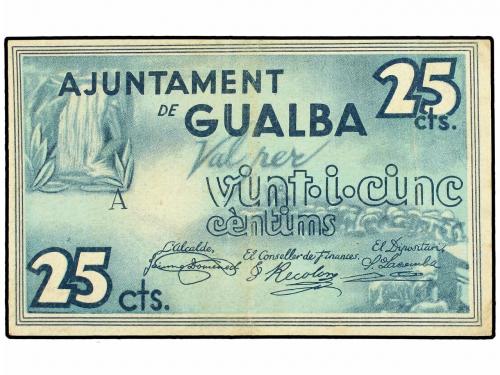 AJUNTAMENT
DE GUALBA
25
cts.
Val per
vint·i·cinc
cèntims
A
L'Alcalde,
El Conseller de Finances,
El Dipositari
25 cts.